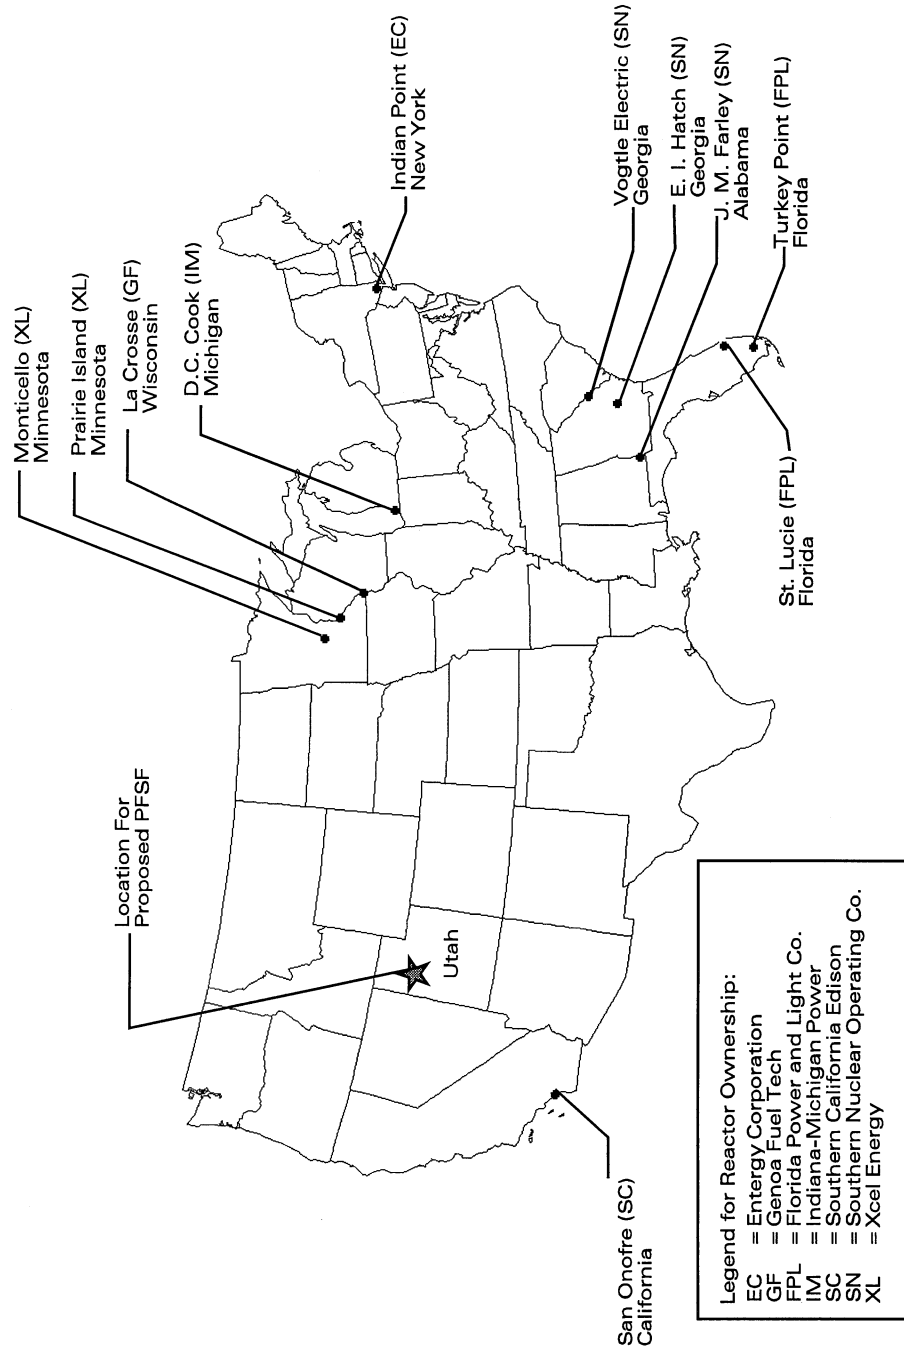 Monticello (XL)
Minnesota
Prairie Island (XL)
Minnesota
La Crosse (GF)
Wisconsin
D.C. Cook (IM)
Michigan
Indian Point (EC)
New York
Location For
Proposed PFSF
Utah
Vogtle Electric (SN)
Georgia
E. I. Hatch (SN)
Georgia
J. M. Farley (SN)
Alabama
Turkey Point (FPL)
Florida
St. Lucie (FPL)
Florida
San Onofre (SC)
California
Legend for Reactor Ownership:
EC = Entergy Corporation
GF = Genoa Fuel Tech
FPL = Florida Power and Light Co.
IM = Indiana-Michigan Power
SC = Southern California Edison
SN = Southern Nuclear Operating Co.
XL = Xcel Energy